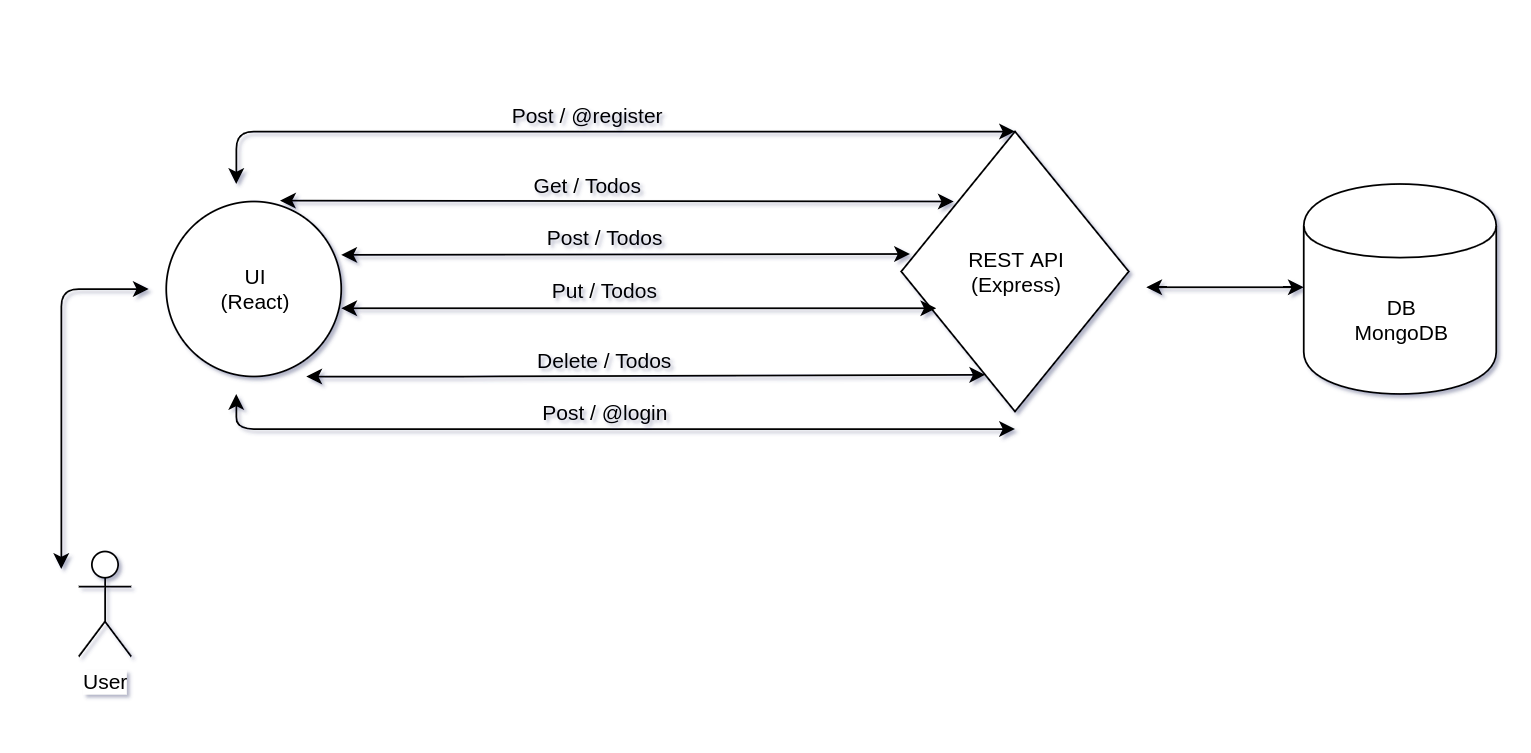 Post / @register
Get / Todos
Post / Todos
Put / Todos
Delete / Todos
Post / @login
UI
(React)
REST API
(Express)
DB
MongoDB
User